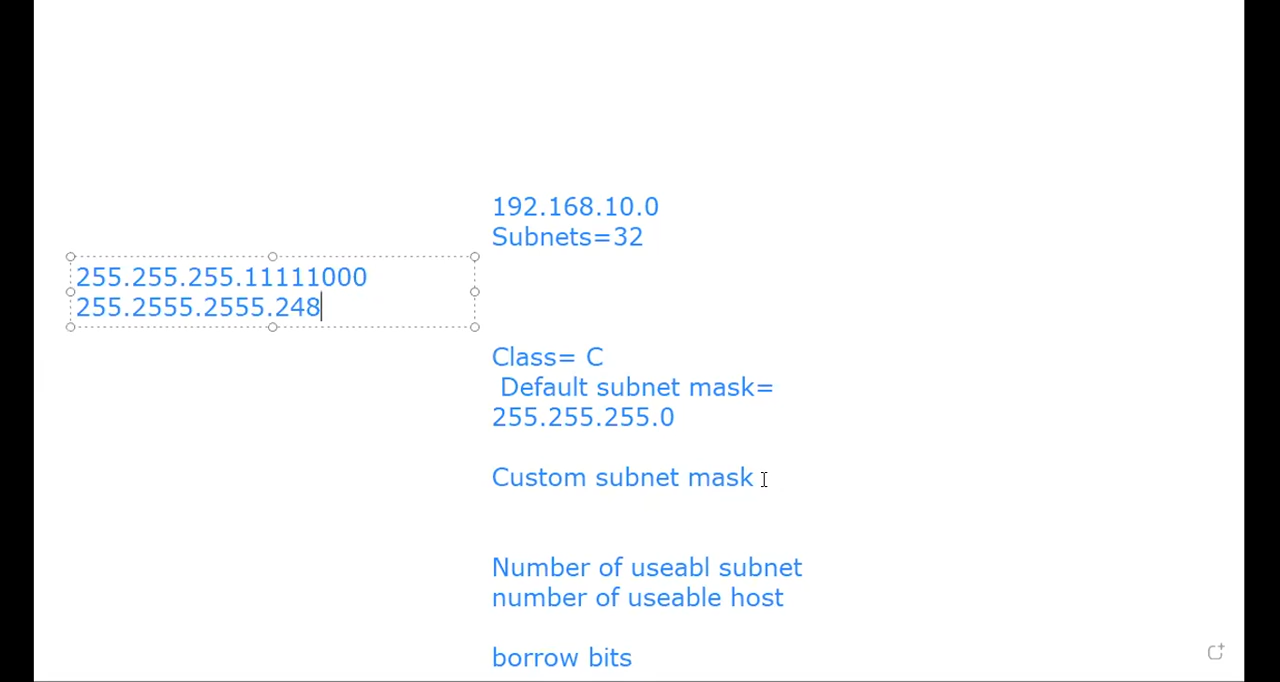 192.168.10.0
Subnets=32
255.255.255.11111000
255.2555.2555.248
Class= C
Default subnet mask=
255.255.255.0
Custom subnet mask
Number of useabl subnet
number of useable host
borrow bits